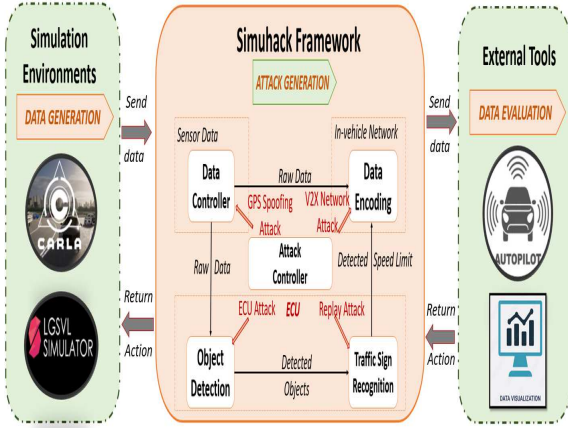 Simulation
Environments
DATA GENERATION
CARLA
LGSVL
SIMULATOR
Send
data
Return
Action
Simuhack Framework
ATTACK GENERATION
Sensor Data
In-vehicle Network
Data
Controller
Raw Data
Data
Encoding
GPS Spoofing
Attack
V2X Network
Attack
Attack
Controller
Raw Data
Detected Speed Limit
ECU Attack
ECU
Replay Attack
Object
Detection
Detected
Objects
Traffic Sign
Recognition
Send
data
Return
Action
External Tools
DATA EVALUATION
AUTOPILOT
DATA VISUALIZATION